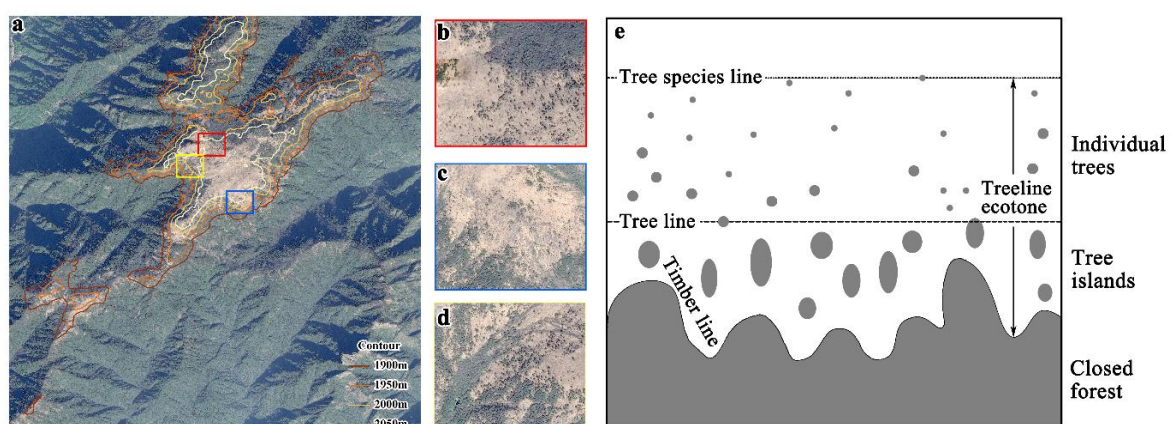 a
Contour
1900m
1950m
2000m
2050m
b
c
d
e
Tree species line
Individual
trees
Treeline
ecotone
Tree line
Timber line
Tree
islands
Closed
forest